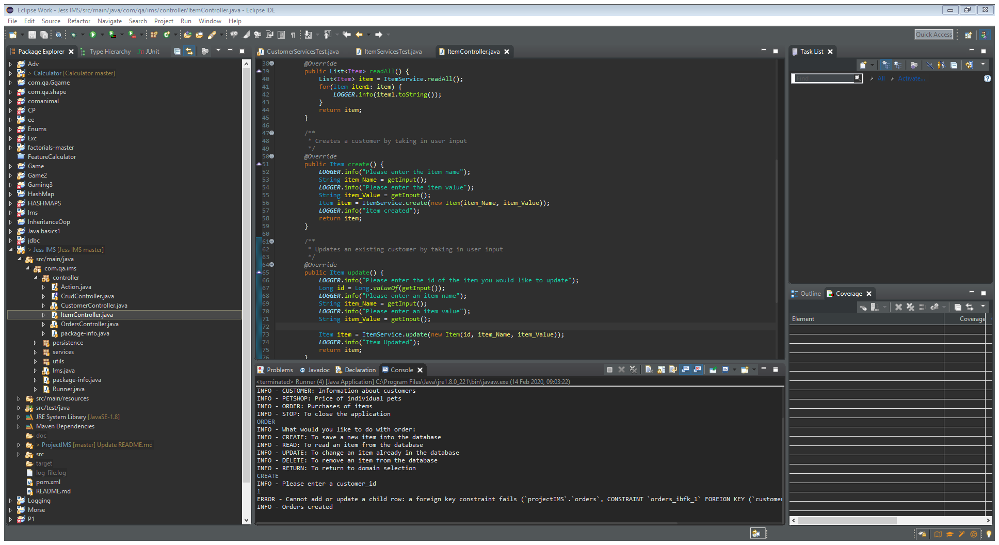 Eclipse Work - Jess IMS/src/main/java/com/qa/ims/controller/ItemController.java - Eclipse IDE
File Edit Source Refactor Navigate Search Project Run Window Help
Quick Access
Package Explorer Type Hierarchy JUnit
Adv
> Calculator [Calculator master]
com.qa.Ggame
com.qa.shape
comanimal
CP
ee
Enums
Exc
factorials-master
FeatureCalculator
Game
Game2
Gaming3
HashMap
HASHMAPS
Ims
InheritanceOop
Java basics1
jdbc
> Jess IMS [Jess IMS master]
src/main/java
com.qa.ims
controller
Action.java
CrudController.java
CustomerController.java
ItemController.java
OrdersController.java
package-info.java
persistence
services
utils
Ims.java
package-info.java
Runner.java
src/main/resources
src/test/java
JRE System Library [JavaSE-1.8]
Maven Dependencies
doc
> ProjectIMS [master] Update README.md
src
target
log-file.log
pom.xml
README.md
Logging
Morse
P1
CustomerServicesTest.java ItemServicesTest.java ItemController.java
38 @Override
39 public List<Item> readAll() {
40 List<Item> item = ItemService.readAll();
41 for(Item item1: item) {
42 LOGGER.info(item1.toString());
43 }
44 return item;
45 }
46
47 /**
48 * Creates a customer by taking in user input
49 */
50 @Override
51 public Item create() {
52 LOGGER.info("Please enter the item name");
53 String item_Name = getInput();
54 LOGGER.info("Please enter the item value");
55 String item_Value = getInput();
56 Item item = ItemService.create(new Item(item_Name, item_Value));
57 LOGGER.info("item created");
58 return item;
59 }
60
61 /**
62 * Updates an existing customer by taking in user input
63 */
64 @Override
65 public Item update() {
66 LOGGER.info("Please enter the id of the item you would like to update");
67 Long id = Long.valueOf(getInput());
68 LOGGER.info("Please enter an item name");
69 String item_Name = getInput();
70 LOGGER.info("Please enter an item value");
71 String item_Value = getInput();
72
73 Item item = ItemService.update(new Item(id, item_Name, item_Value));
74 LOGGER.info("Item Updated");
75 return item;
76 }
Problems Javadoc Declaration Console
<terminated> Runner (4) [Java Application] C:\Program Files\Java\jre1.8.0_221\bin\javaw.exe (14 Feb 2020, 09:03:22)
INFO - CUSTOMER: Information about customers
INFO - PETSHOP: Price of individual pets
INFO - ORDER: Purchases of items
INFO - STOP: To close the application
ORDER
INFO - What would you like to do with order:
INFO - CREATE: To save a new item into the database
INFO - READ: To read an item from the database
INFO - UPDATE: To change an item already in the database
INFO - DELETE: To remove an item from the database
INFO - RETURN: To return to domain selection
CREATE
INFO - Please enter a customer_id
1
ERROR - Cannot add or update a child row: a foreign key constraint fails (`projectIMS`.`orders`, CONSTRAINT `orders_ibfk_1` FOREIGN KEY (`customer
INFO - Orders created
Task List
Find All Activate...
Outline Coverage
Element Coverage